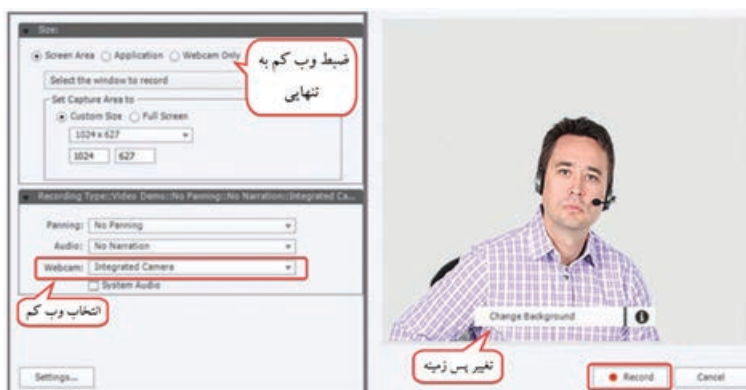 Size:
Screen Area Application Webcam Only
ضبط وب کم به
تنهایی
Select the window to record
Set Capture Area to
Custom Size Full Screen
1024 x 627
1024 627
Recording Type::Video Demo::No Panning::No Narration::Integrated Ca...
Panning: No Panning
Audio: No Narration
Webcam: Integrated Camera
System Audio
انتخاب وب کم
Settings...
Change Background
تغییر پس زمینه
Record Cancel